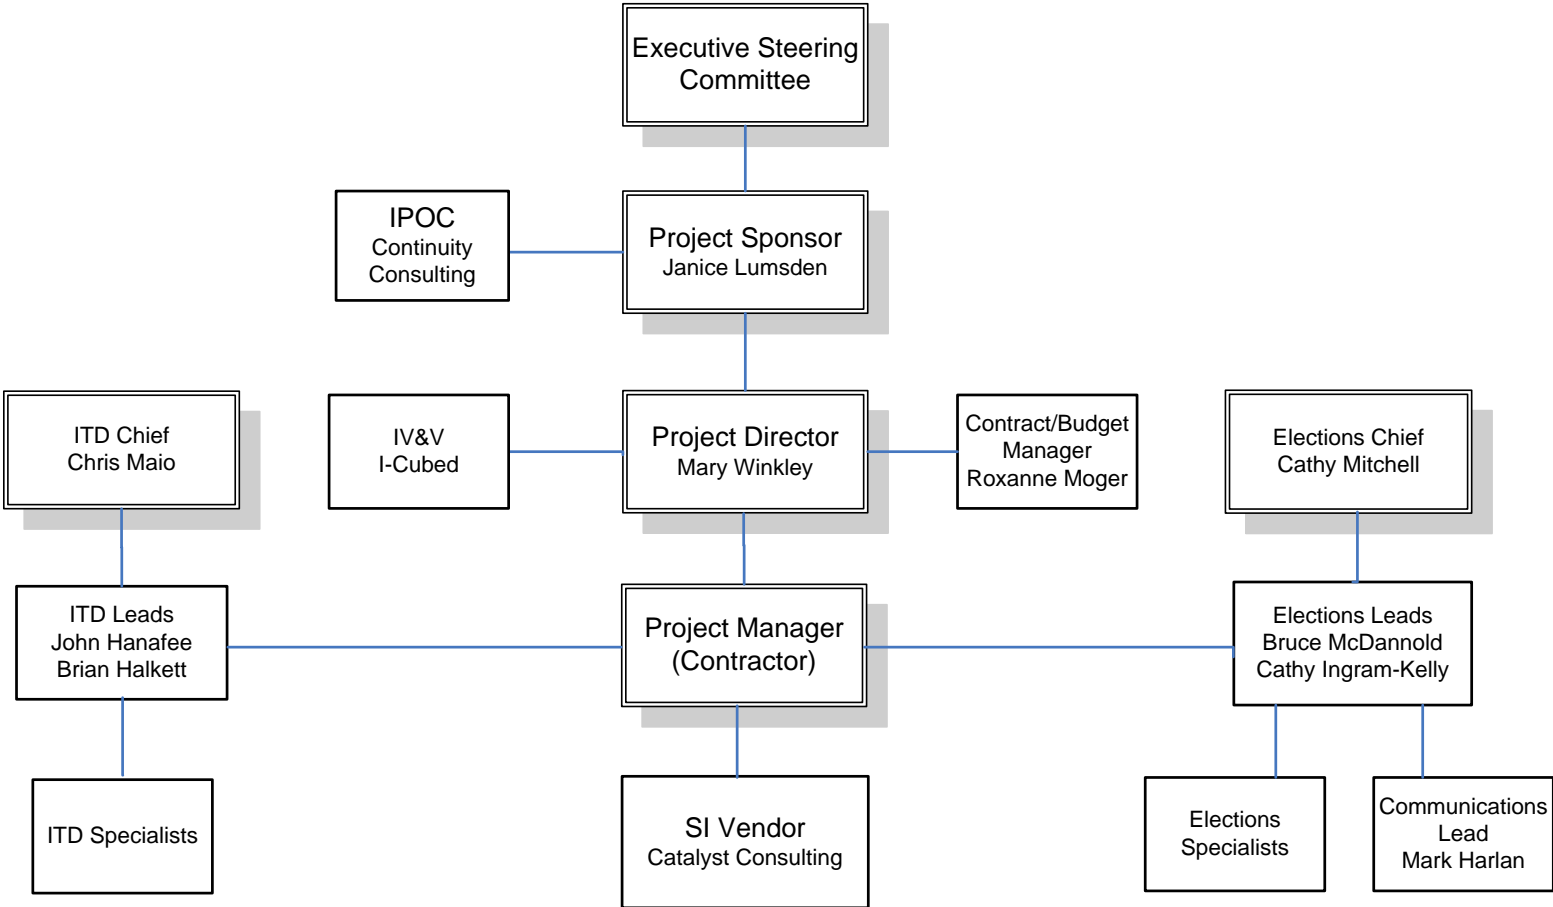 Executive Steering
Committee
IPOC
Continuity
Consulting
Project Sponsor
Janice Lumsden
ITD Chief
Chris Maio
IV&V
I-Cubed
Project Director
Mary Winkley
Contract/Budget
Manager
Roxanne Moger
Elections Chief
Cathy Mitchell
ITD Leads
John Hanafee
Brian Halkett
Project Manager
(Contractor)
Elections Leads
Bruce McDannold
Cathy Ingram-Kelly
ITD Specialists
SI Vendor
Catalyst Consulting
Elections
Specialists
Communications
Lead
Mark Harlan